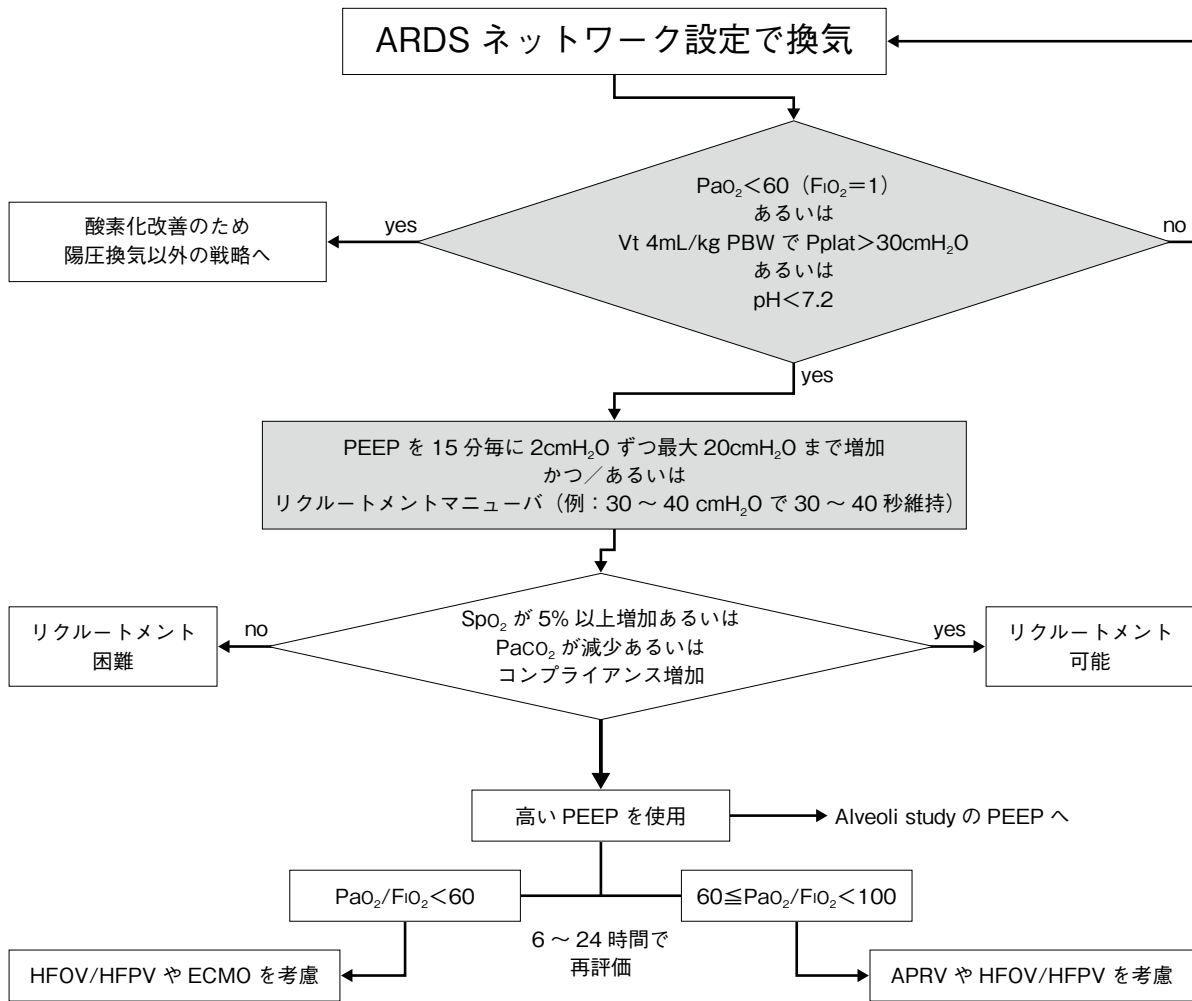 ARDS ネットワーク設定で換気
PaO₂<60（FIO₂=1）
あるいは
Vt 4mL/kg PBW で Pplat>30cmH₂O
あるいは
pH<7.2
yes
no
酸素化改善のため
陽圧換気以外の戦略へ
yes
PEEP を 15 分毎に 2cmH₂O ずつ最大 20cmH₂O まで増加
かつ／あるいは
リクルートメントマニューバ（例：30 ～ 40 cmH₂O で 30 ～ 40 秒維持）
SpO₂ が 5% 以上増加あるいは
PaCO₂ が減少あるいは
コンプライアンス増加
no
yes
リクルートメント
困難
リクルートメント
可能
高い PEEP を使用
Alveoli study の PEEP へ
PaO₂/FIO₂<60
60≦PaO₂/FIO₂<100
6 ～ 24 時間で
再評価
HFOV/HFPV や ECMO を考慮
APRV や HFOV/HFPV を考慮